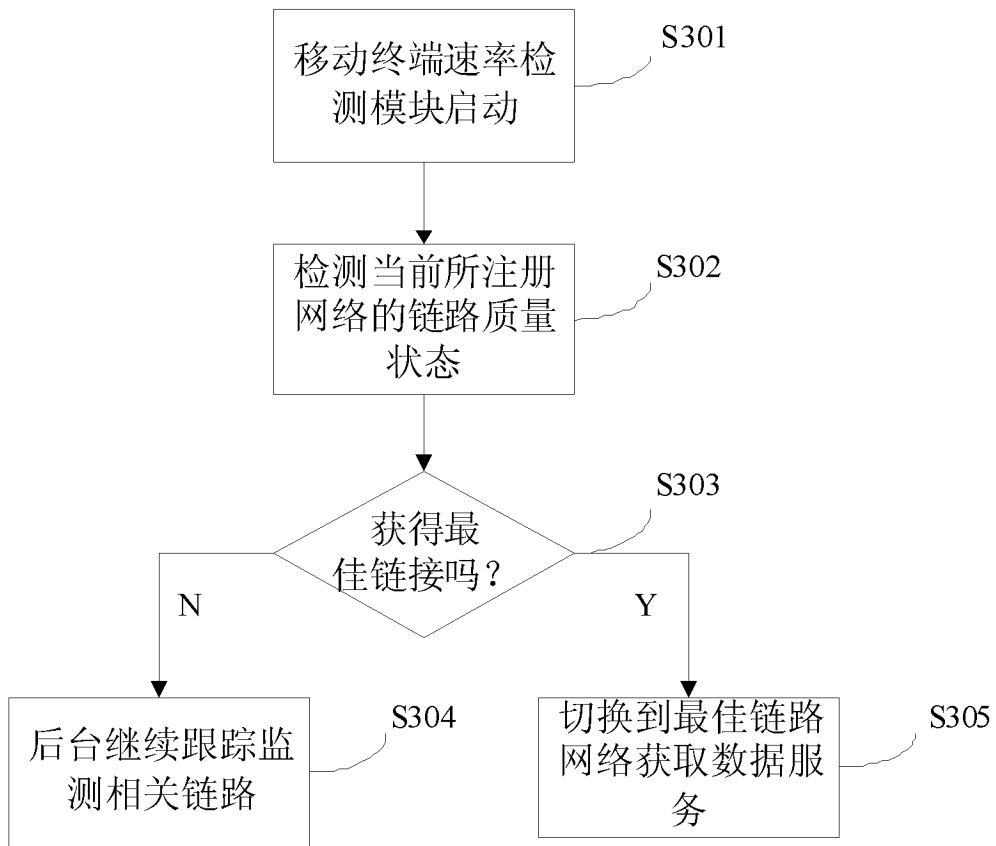 S301
移动终端速率检
测模块启动
S302
检测当前所注册
网络的链路质量
状态
S303
获得最
佳链接吗？
N
Y
S304
后台继续跟踪监
测相关链路
S305
切换到最佳链路
网络获取数据服
务